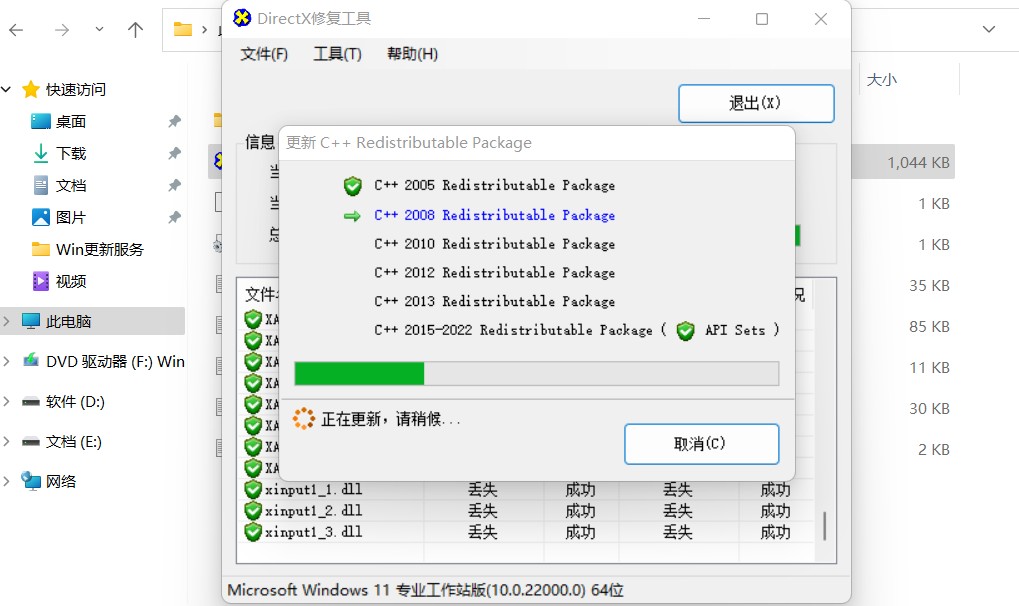 DirectX修复工具
文件(F) 工具(T) 帮助(H)
退出(X)
大小
快速访问
桌面
下载
文档
图片
Win更新服务
视频
此电脑
DVD 驱动器 (F:) Win
软件 (D:)
文档 (E:)
网络
信息
更新 C++ Redistributable Package
C++ 2005 Redistributable Package
C++ 2008 Redistributable Package
C++ 2010 Redistributable Package
C++ 2012 Redistributable Package
C++ 2013 Redistributable Package
C++ 2015-2022 Redistributable Package ( API Sets )
正在更新，请稍候...
取消(C)
文件
况
XA
XA
XA
XA
XA
XA
XA
XA
xinput1_1.dll 丢失 成功 丢失 成功
xinput1_2.dll 丢失 成功 丢失 成功
xinput1_3.dll 丢失 成功 丢失 成功
Microsoft Windows 11 专业工作站版(10.0.22000.0) 64位
1,044 KB
1 KB
1 KB
35 KB
85 KB
11 KB
30 KB
2 KB